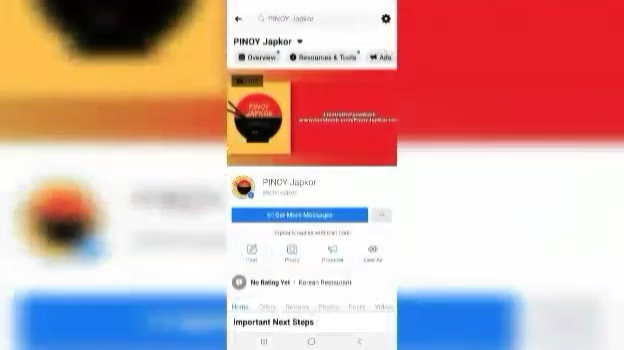 PINOY Japkor
PINOY Japkor
Overview
Resources & Tools
Ads
PINOY
JAPKOR
PINOY Japkor
Get More Messages
Post
Photo
Promote
View As
No Rating Yet · Korean Restaurant
Home
Offers
Reviews
Photos
Posts
Videos
Important Next Steps